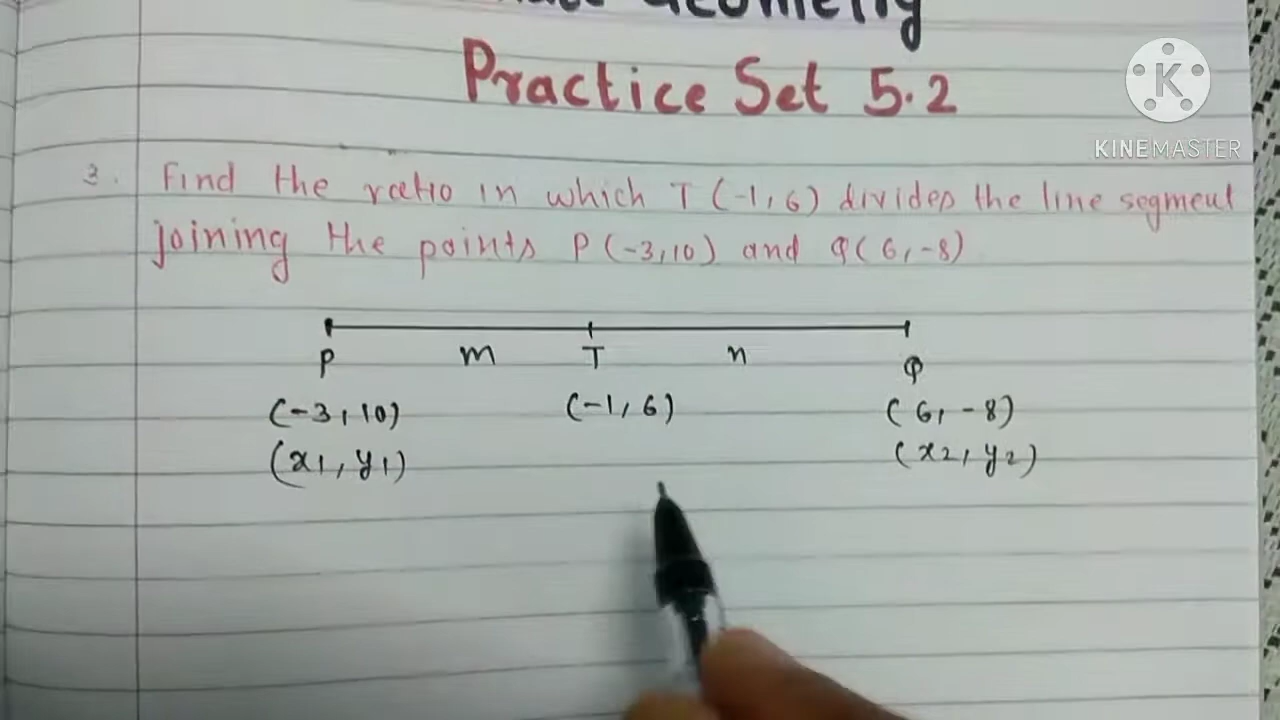 Geometry
Practice Set 5.2
K
KINEMASTER
3. Find the ratio in which T (-1, 6) divides the line segment
joining the points P (-3, 10) and Q (6, -8)
P m T n Q
(-3, 10) (-1, 6) (6, -8)
(x1, y1) (x2, y2)